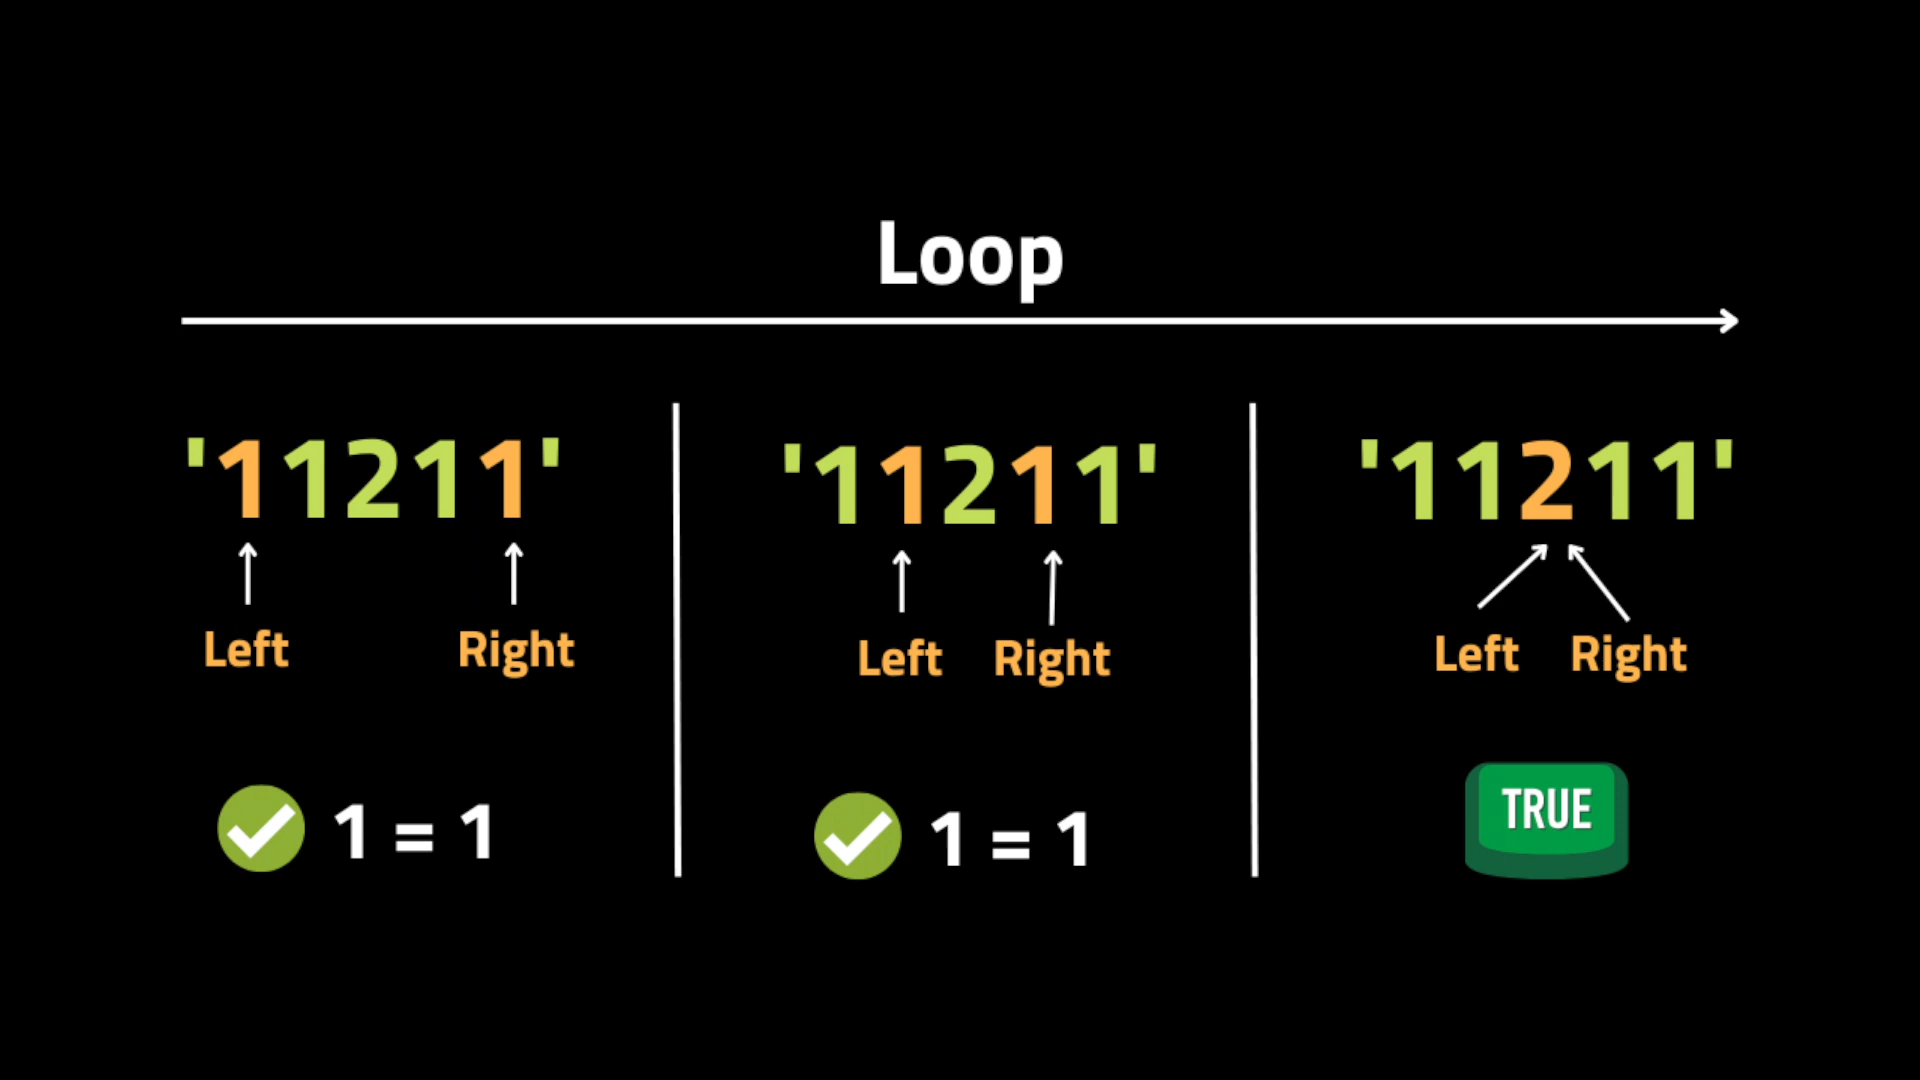 Loop
'11211'
Left Right
1 = 1
'11211'
Left Right
1 = 1
'11211'
Left Right
TRUE